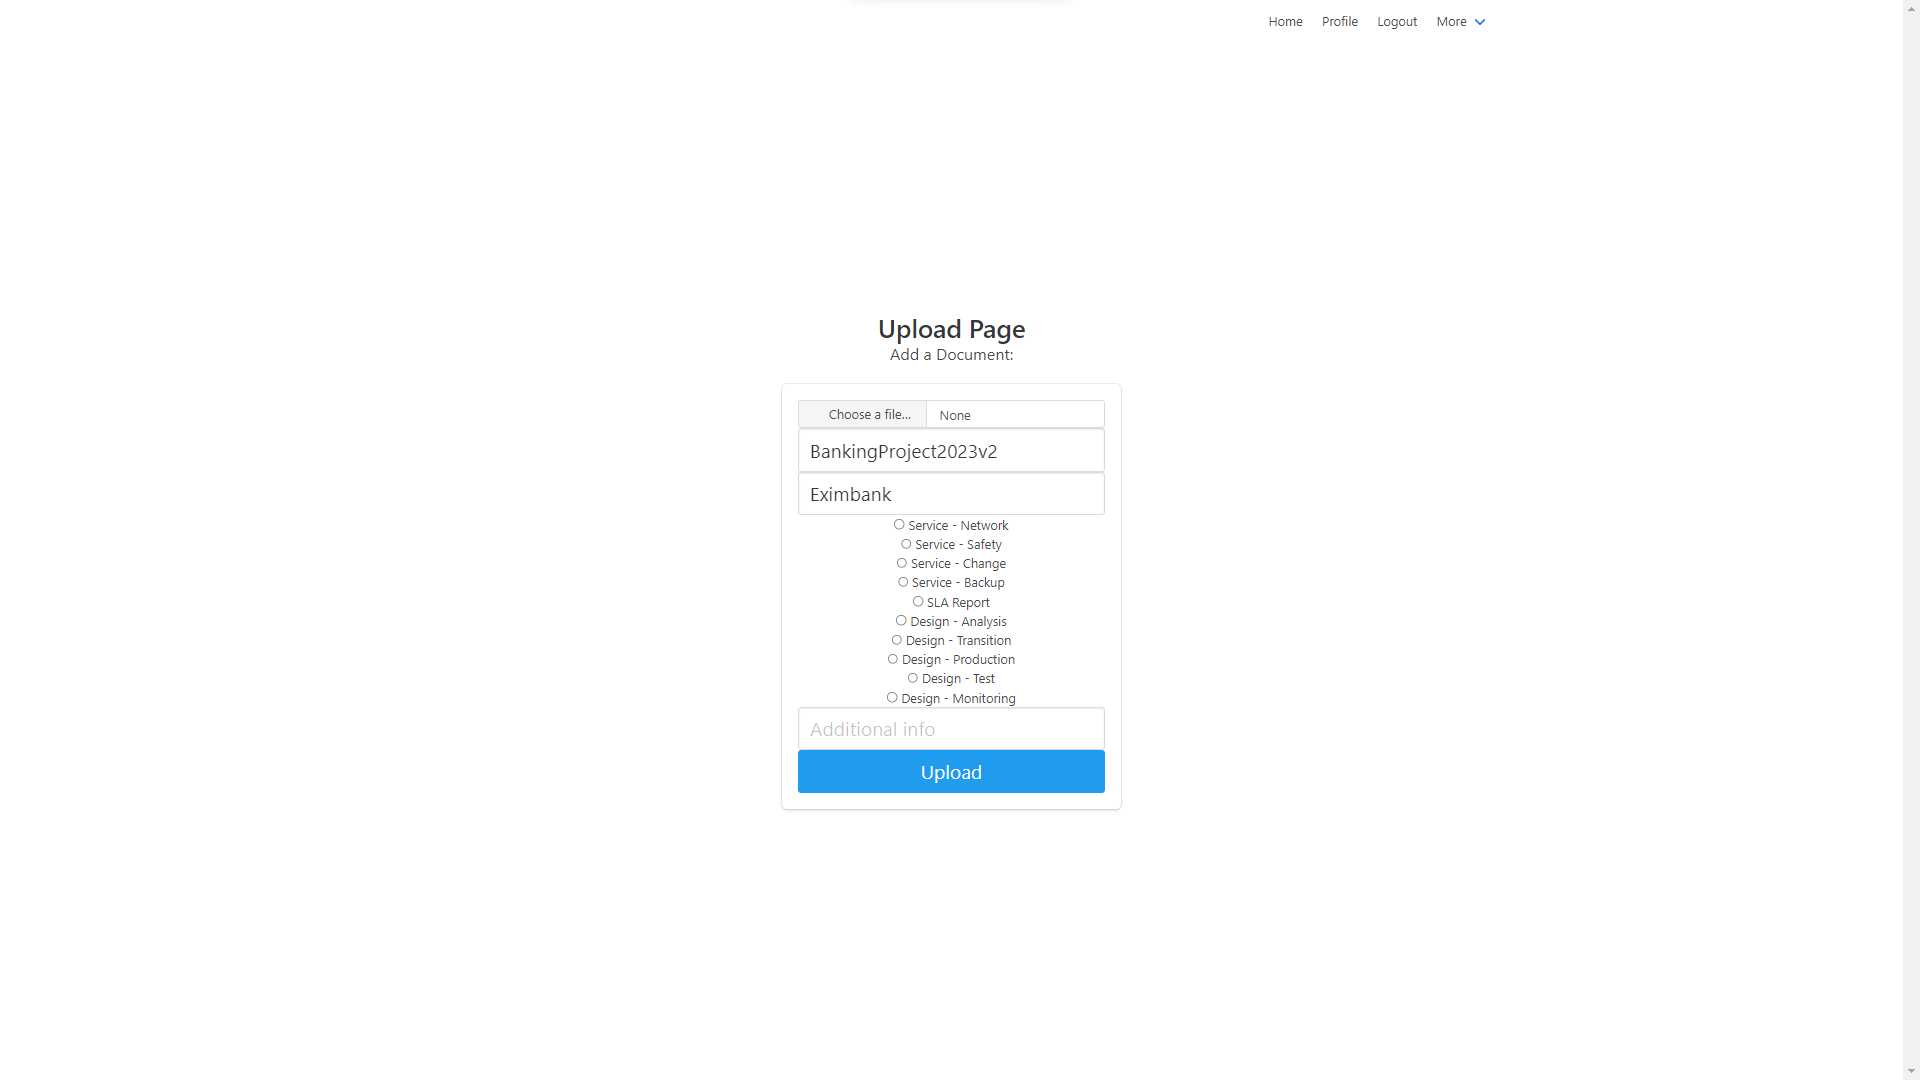 Home Profile Logout More
Upload Page
Add a Document:
Choose a file... None
BankingProject2023v2
Eximbank
Service - Network
Service - Safety
Service - Change
Service - Backup
SLA Report
Design - Analysis
Design - Transition
Design - Production
Design - Test
Design - Monitoring
Additional info
Upload